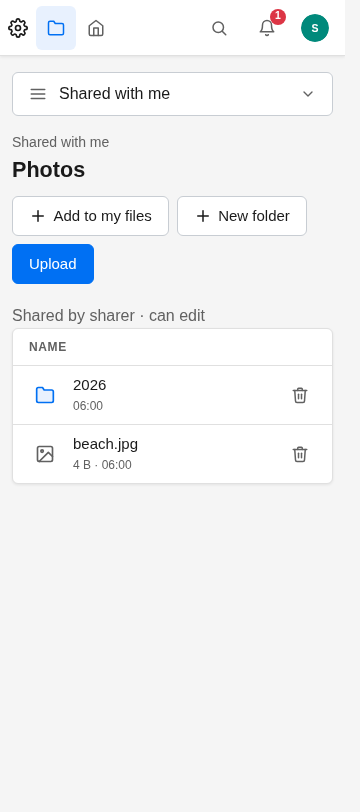 1
S
Shared with me
Shared with me
Photos
Add to my files
New folder
Upload
Shared by sharer · can edit
NAME
2026
06:00
beach.jpg
4 B · 06:00